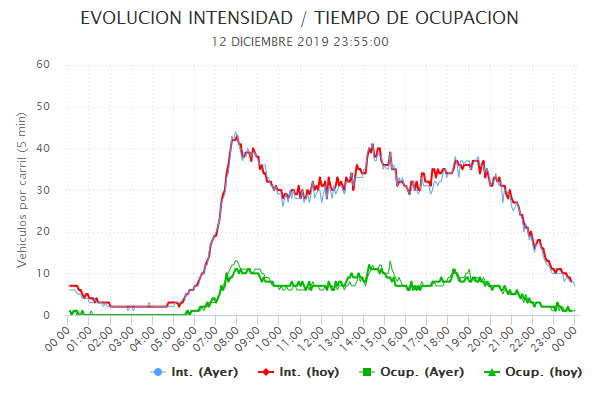 EVOLUCION INTENSIDAD / TIEMPO DE OCUPACION
12 DICIEMBRE 2019 23:55:00
Vehiculos por carril (5 min)
60
50
40
30
20
10
0
00:00 01:00 02:00 03:00 04:00 05:00 06:00 07:00 08:00 09:00 10:00 11:00 12:00 13:00 14:00 15:00 16:00 17:00 18:00 19:00 20:00 21:00 22:00 23:00 00:00
Int. (Ayer) Int. (hoy) Ocup. (Ayer) Ocup. (hoy)